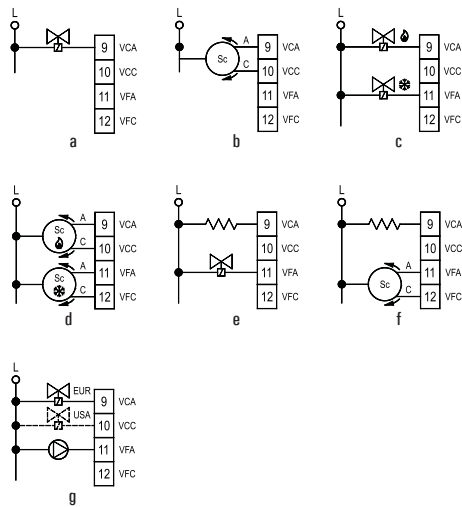 L L L
A
9 VCA 9 VCA 9 VCA
Sc
10 VCC C 10 VCC 10 VCC
11 VFA 11 VFA 11 VFA
12 VFC 12 VFC 12 VFC
a b c
L L L
A
Sc 9 VCA 9 VCA 9 VCA
C 10 VCC 10 VCC 10 VCC
A A
Sc 11 VFA 11 VFA Sc 11 VFA
C 12 VFC 12 VFC C 12 VFC
d e f
L
EUR 9 VCA
USA 10 VCC
11 VFA
12 VFC
g